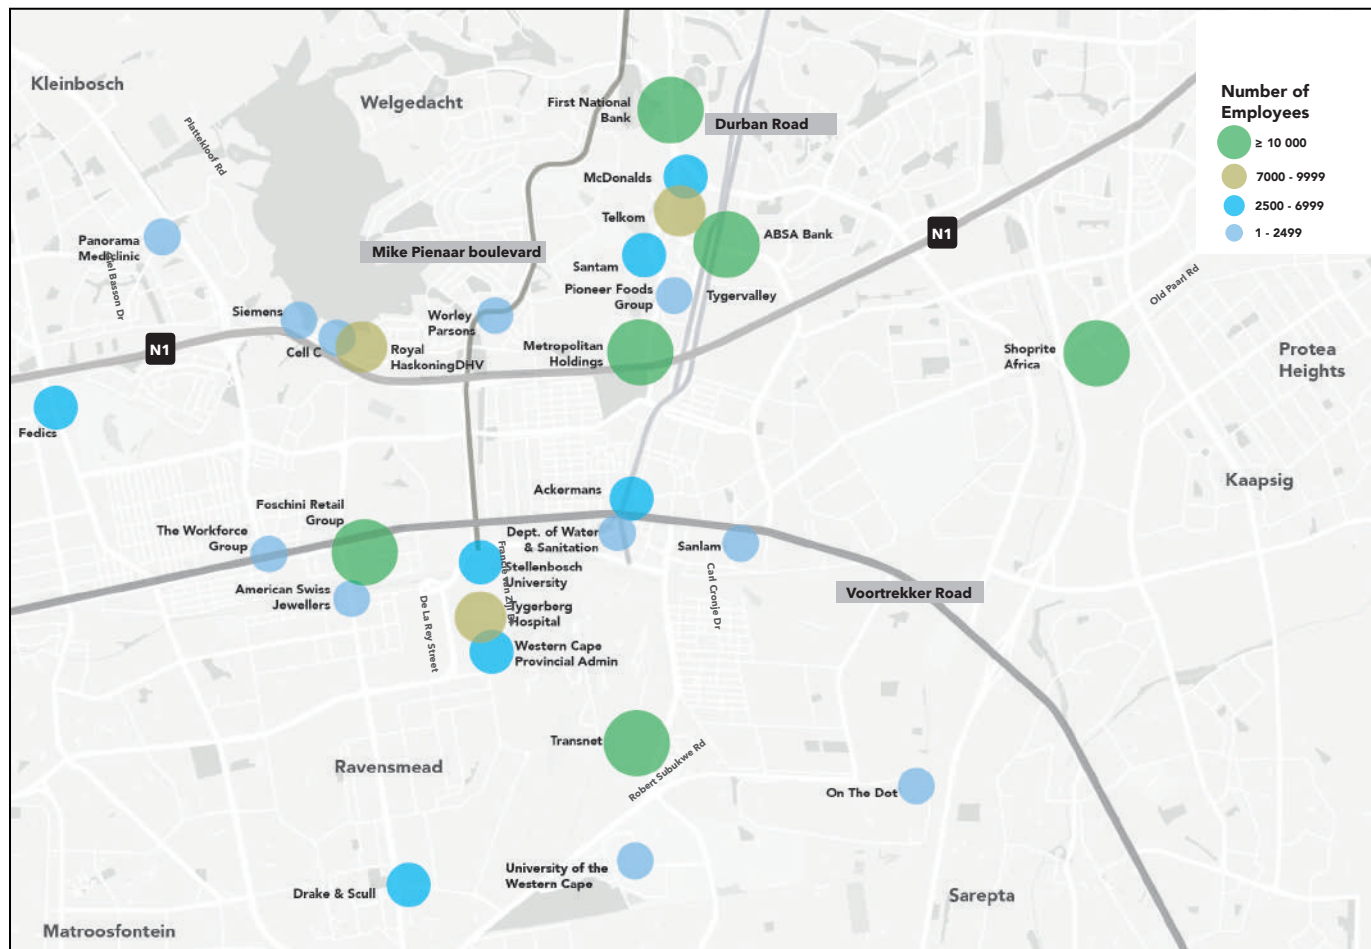 Kleinbosch
Welgedacht
Plattekloof Rd
First National
Bank
Durban Road
Number of
Employees
≥ 10 000
7000 - 9999
2500 - 6999
1 - 2499
McDonalds
Telkom
ABSA Bank
N1
Panorama
Mediclinic
Mike Pienaar boulevard
Santam
Pioneer Foods
Group
Tygervalley
Old Paarl Rd
Siemens
Worley
Parsons
Cell C
Royal
HaskoningDHV
N1
Metropolitan
Holdings
Shoprite
Africa
Protea
Heights
Fedics
Kaapsig
Ackermans
Foschini Retail
Group
The Workforce
Group
Dept. of Water
& Sanitation
Sanlam
Stellenbosch
University
American Swiss
Jewellers
De La Rey Street
Carl Cronje Dr
Voortrekker Road
Tygerberg
Hospital
Western Cape
Provincial Admin
Transnet
Robert Subukwe Rd
Ravensmead
On The Dot
University of the
Western Cape
Drake & Scull
Sarepta
Matroosfontein